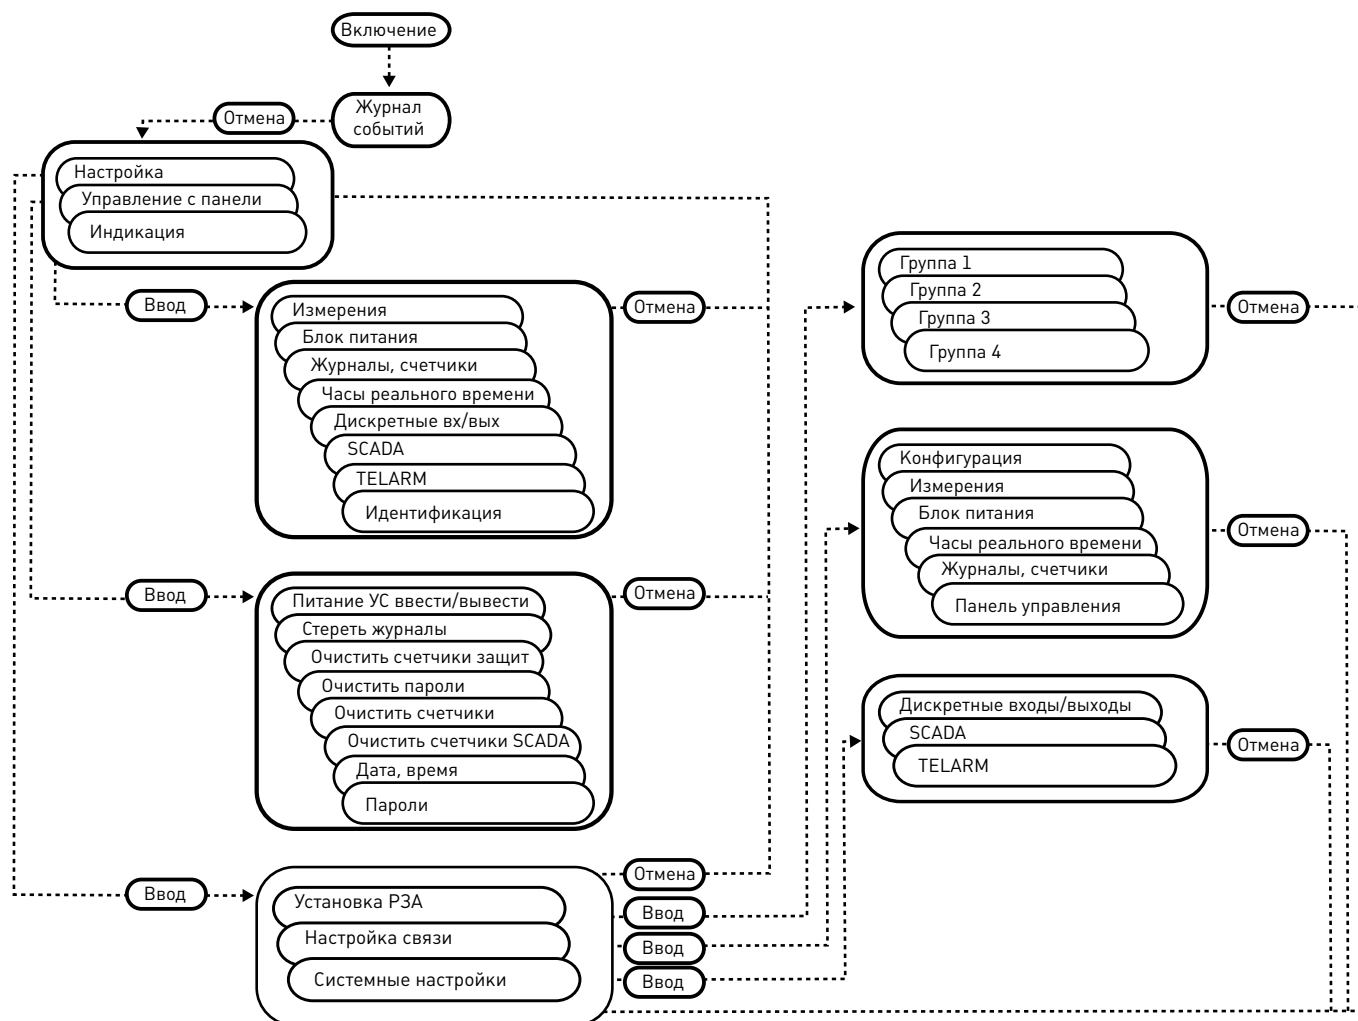 Включение
Журнал
событий
Отмена
Настройка
Управление с панели
Индикация
Ввод
Измерения
Блок питания
Журналы, счетчики
Часы реального времени
Дискретные вх/вых
SCADA
TELARM
Идентификация
Отмена
Ввод
Питание УС ввести/вывести
Стереть журналы
Очистить счетчики защит
Очистить пароли
Очистить счетчики
Очистить счетчики SCADA
Дата, время
Пароли
Отмена
Ввод
Установка РЗА
Настройка связи
Системные настройки
Отмена
Ввод
Ввод
Ввод
Группа 1
Группа 2
Группа 3
Группа 4
Отмена
Конфигурация
Измерения
Блок питания
Часы реального времени
Журналы, счетчики
Панель управления
Отмена
Дискретные входы/выходы
SCADA
TELARM
Отмена